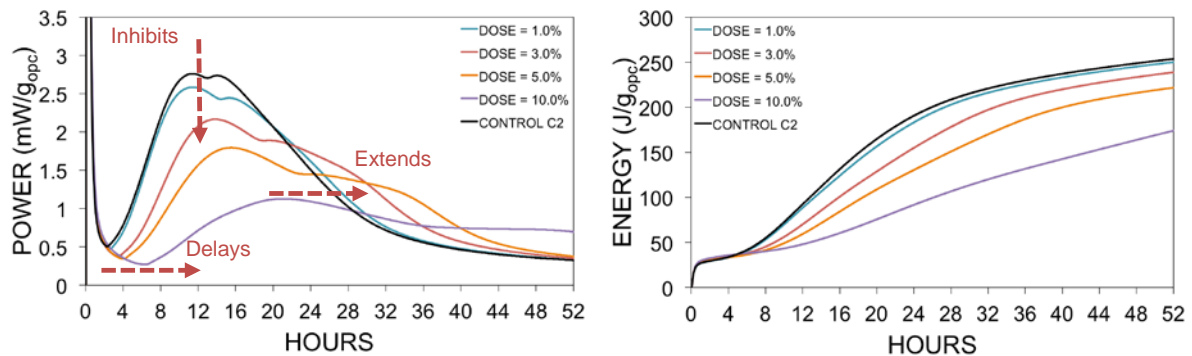 POWER (mW/gopc)
3.5
3
2.5
2
1.5
1
0.5
0
Inhibits
Extends
Delays
DOSE = 1.0%
DOSE = 3.0%
DOSE = 5.0%
DOSE = 10.0%
CONTROL C2
0 4 8 12 16 20 24 28 32 36 40 44 48 52
HOURS
ENERGY (J/gopc)
300
250
200
150
100
50
0
DOSE = 1.0%
DOSE = 3.0%
DOSE = 5.0%
DOSE = 10.0%
CONTROL C2
0 4 8 12 16 20 24 28 32 36 40 44 48 52
HOURS